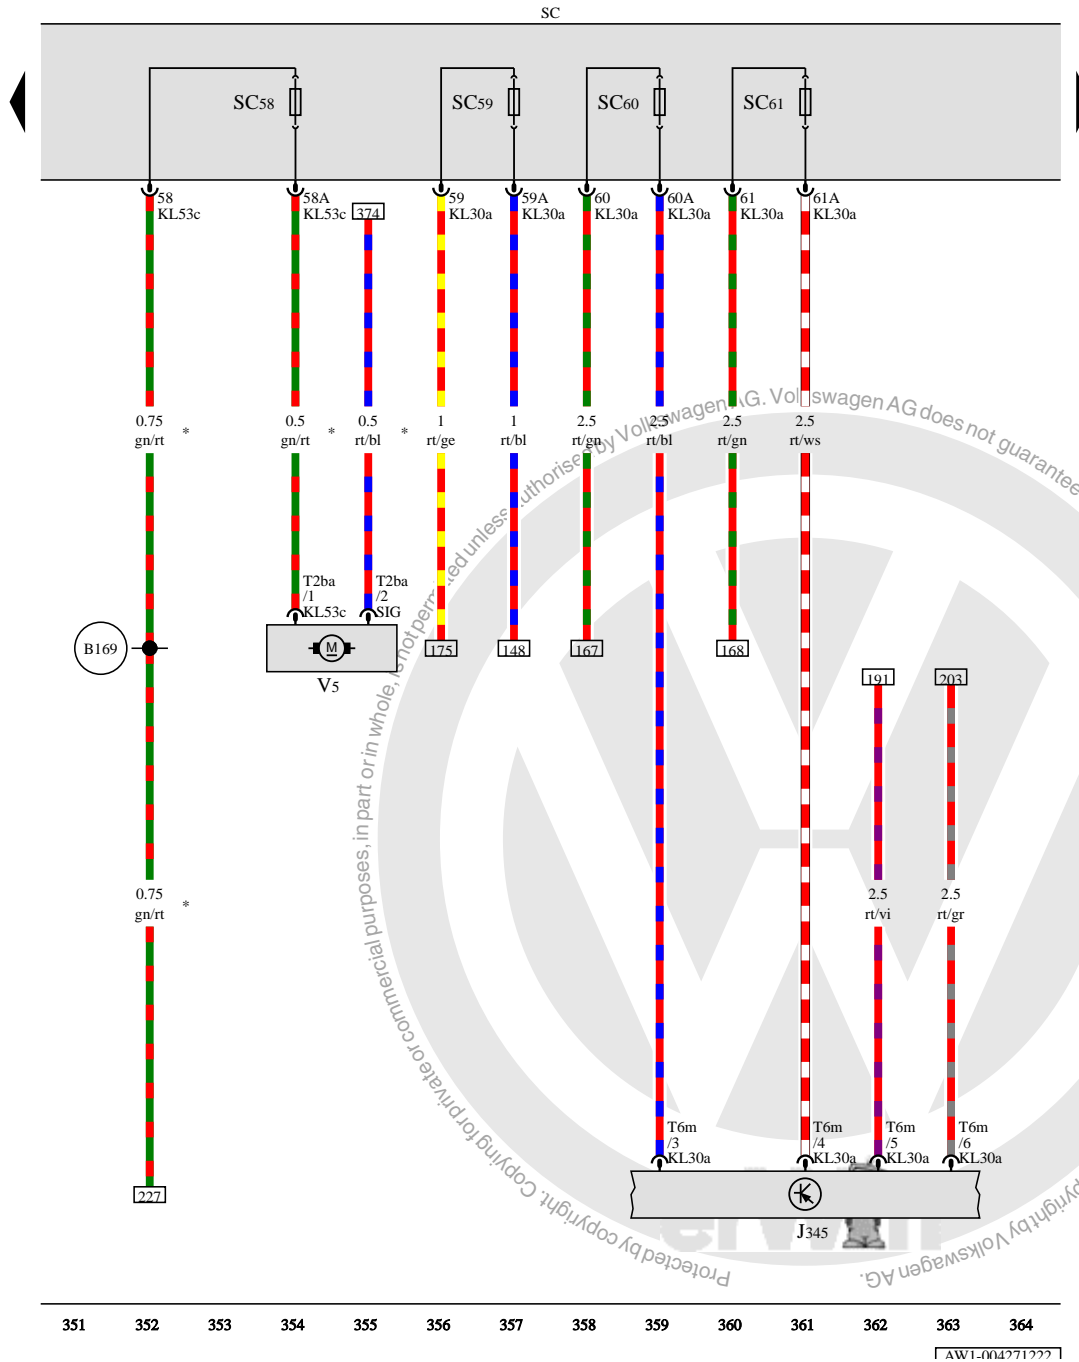 SC
SC58
SC59
SC60
SC61
58
KL53c
58A
KL53c
374
59
KL30a
59A
KL30a
60
KL30a
60A
KL30a
61
KL30a
61A
KL30a
0.75
gn/rt
*
0.5
gn/rt
*
0.5
rt/bl
*
1
rt/ge
1
rt/bl
2.5
rt/gn
2.5
rt/bl
2.5
rt/gn
2.5
rt/ws
T2ba
/1
KL53c
T2ba
/2
SIG
B169
M
V5
175
148
167
168
191
203
0.75
gn/rt
*
2.5
rt/vi
2.5
rt/gr
T6m
/3
KL30a
T6m
/4
KL30a
T6m
/5
KL30a
T6m
/6
KL30a
227
J345
Protected by copyright. Copying for private or commercial purposes, in part or in whole, is not permitted unless authorised by Volkswagen AG. Volkswagen AG does not guarantee
pyright by Volkswagen AG.
erWin
351 352 353 354 355 356 357 358 359 360 361 362 363 364
AW1-004271222